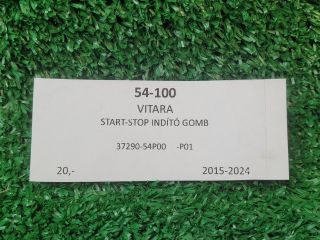 54-100
VITARA
START-STOP INDÍTÓ GOMB
37290-54P00 -P01
20,- 2015-2024